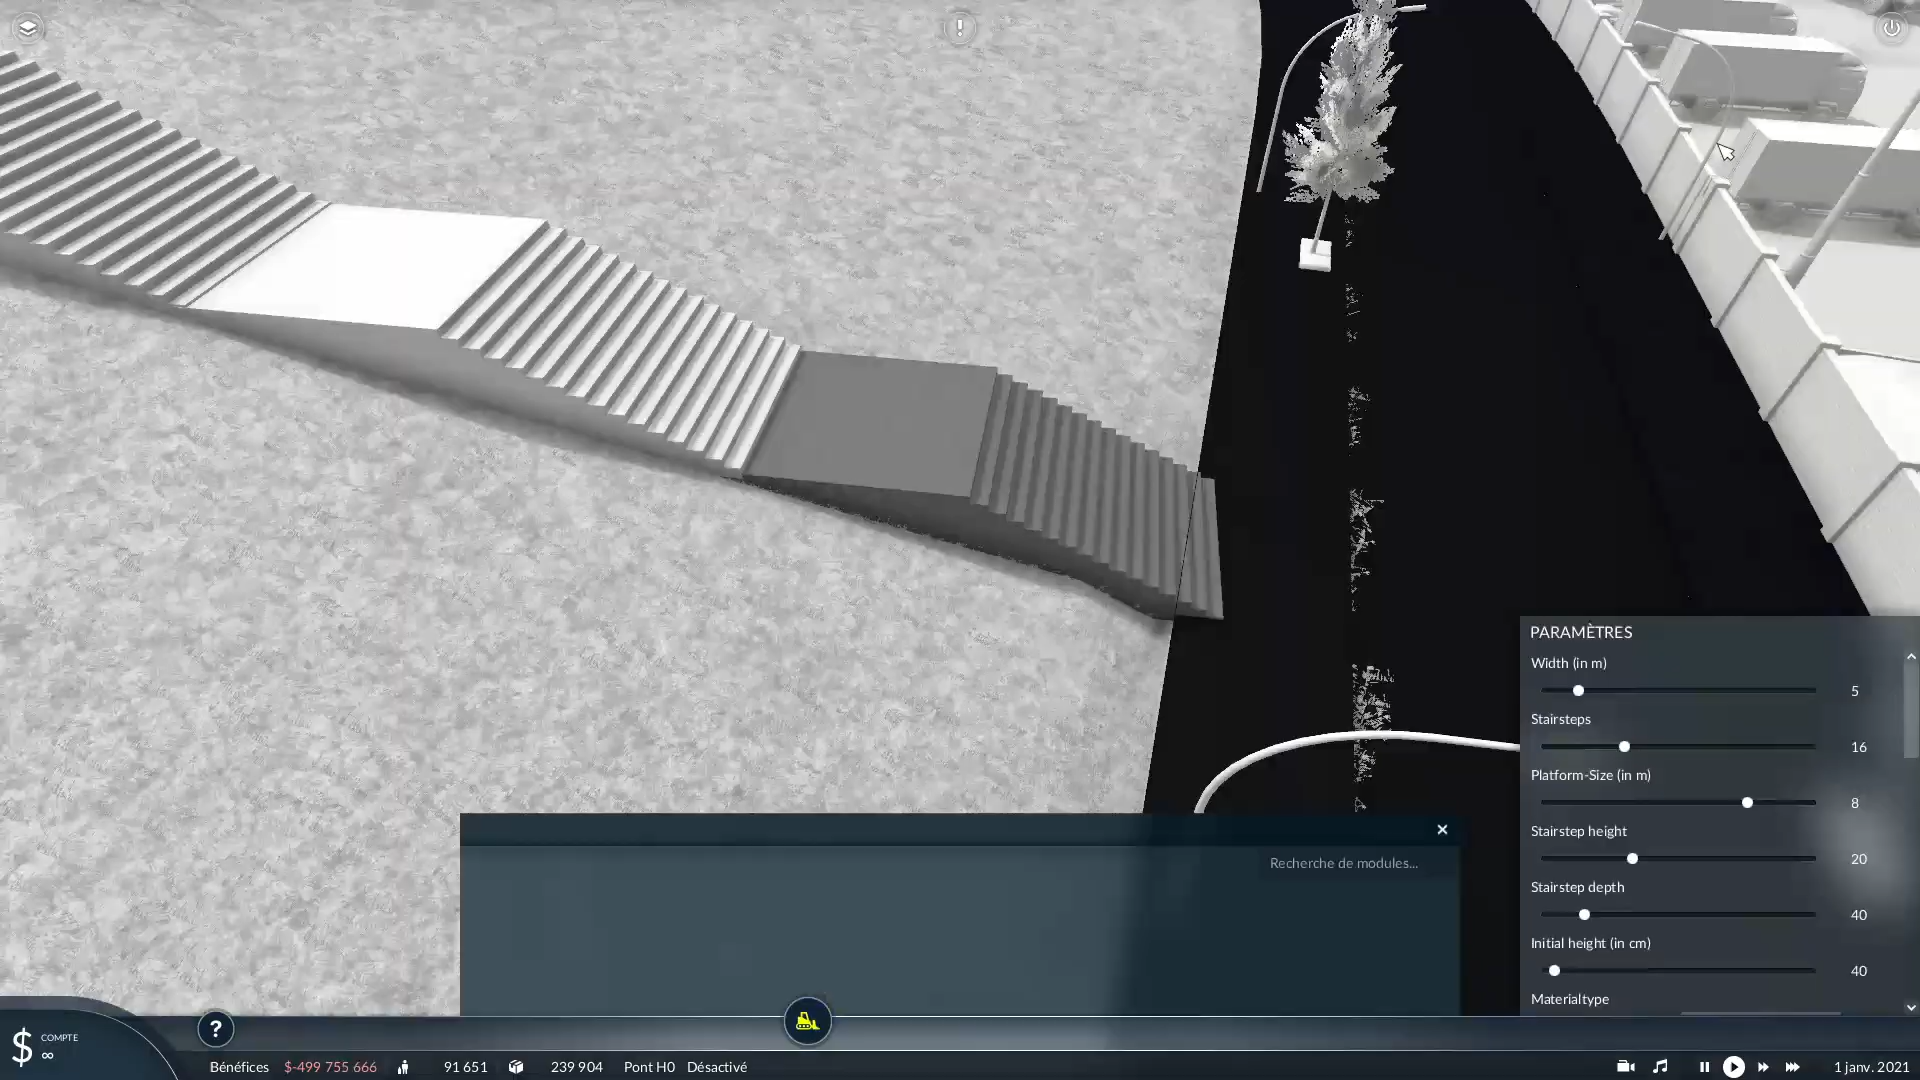 PARAMÈTRES
Width (in m)
5
Stairsteps
16
Platform-Size (in m)
8
Stairstep height
20
Stairstep depth
40
Initial height (in cm)
40
Materialtype
Recherche de modules...
$ COMPTE
∞
?
Bénéfices $-499 755 666 91 651 239 904 Pont H0 Désactivé 1 janv. 2021